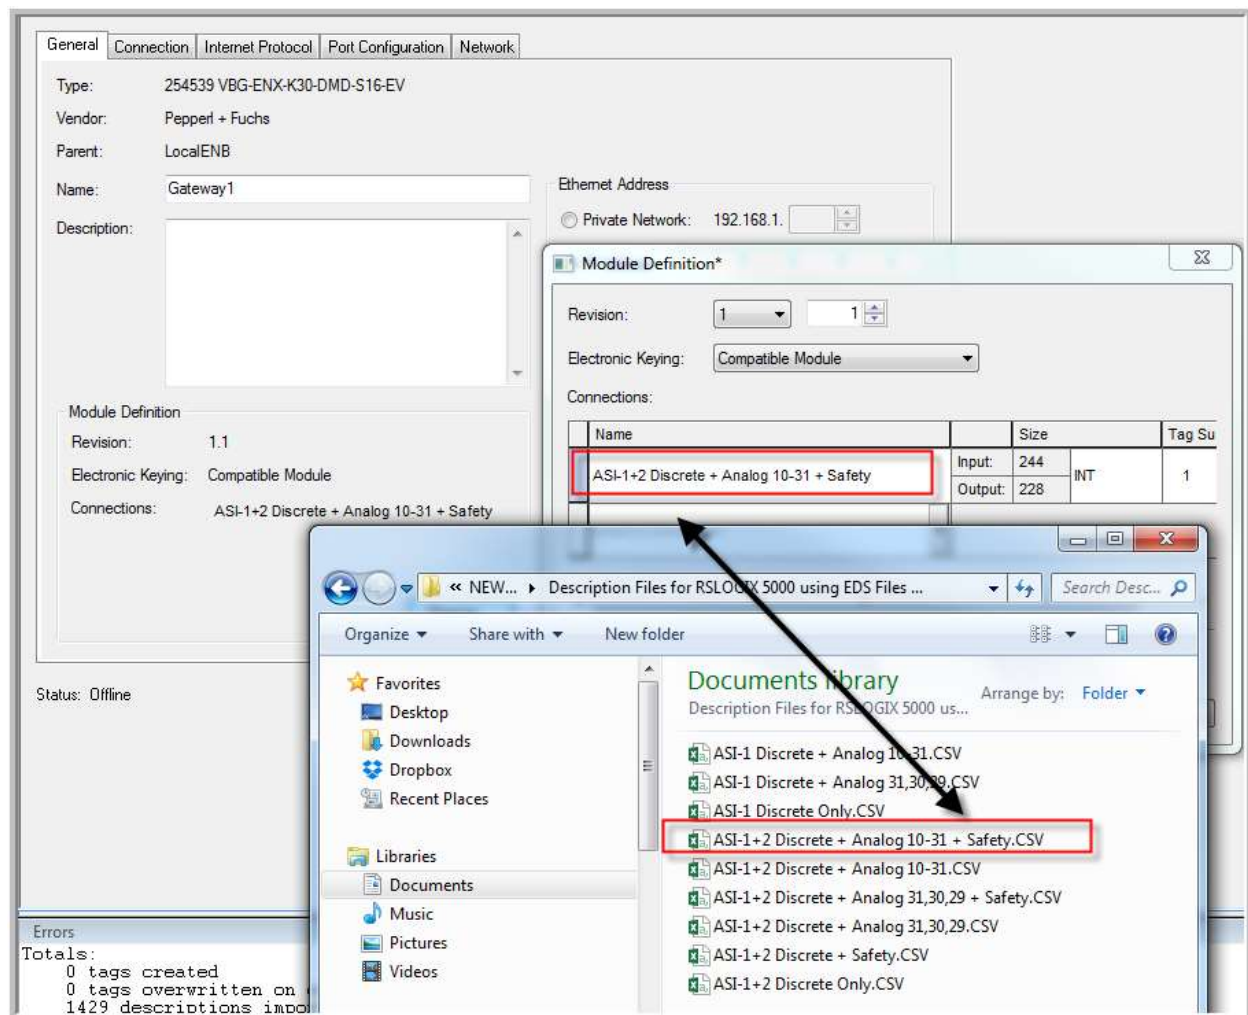 General Connection Internet Protocol Port Configuration Network
Type: 254539 VBG-ENX-K30-DMD-S16-EV
Vendor: Pepperl + Fuchs
Parent: LocalENB
Name: Gateway1
Description:
Ethernet Address
Private Network: 192.168.1.
Module Definition*
Revision: 1 1
Electronic Keying: Compatible Module
Connections:
Name Size Tag Su
ASI-1+2 Discrete + Analog 10-31 + Safety Input: 244 INT 1
Output: 228
Module Definition
Revision: 1.1
Electronic Keying: Compatible Module
Connections: ASI-1+2 Discrete + Analog 10-31 + Safety
Status: Offline
« NEW... Description Files for RSLOGIX 5000 using EDS Files ... Search Desc...
Organize Share with New folder
Favorites
Desktop
Downloads
Dropbox
Recent Places
Libraries
Documents
Music
Pictures
Videos
Documents library
Description Files for RSLOGIX 5000 us...
Arrange by: Folder
ASI-1 Discrete + Analog 10-31.CSV
ASI-1 Discrete + Analog 31,30,29.CSV
ASI-1 Discrete Only.CSV
ASI-1+2 Discrete + Analog 10-31 + Safety.CSV
ASI-1+2 Discrete + Analog 10-31.CSV
ASI-1+2 Discrete + Analog 31,30,29 + Safety.CSV
ASI-1+2 Discrete + Analog 31,30,29.CSV
ASI-1+2 Discrete + Safety.CSV
ASI-1+2 Discrete Only.CSV
Errors
Totals:
0 tags created
0 tags overwritten on
1429 descriptions impo